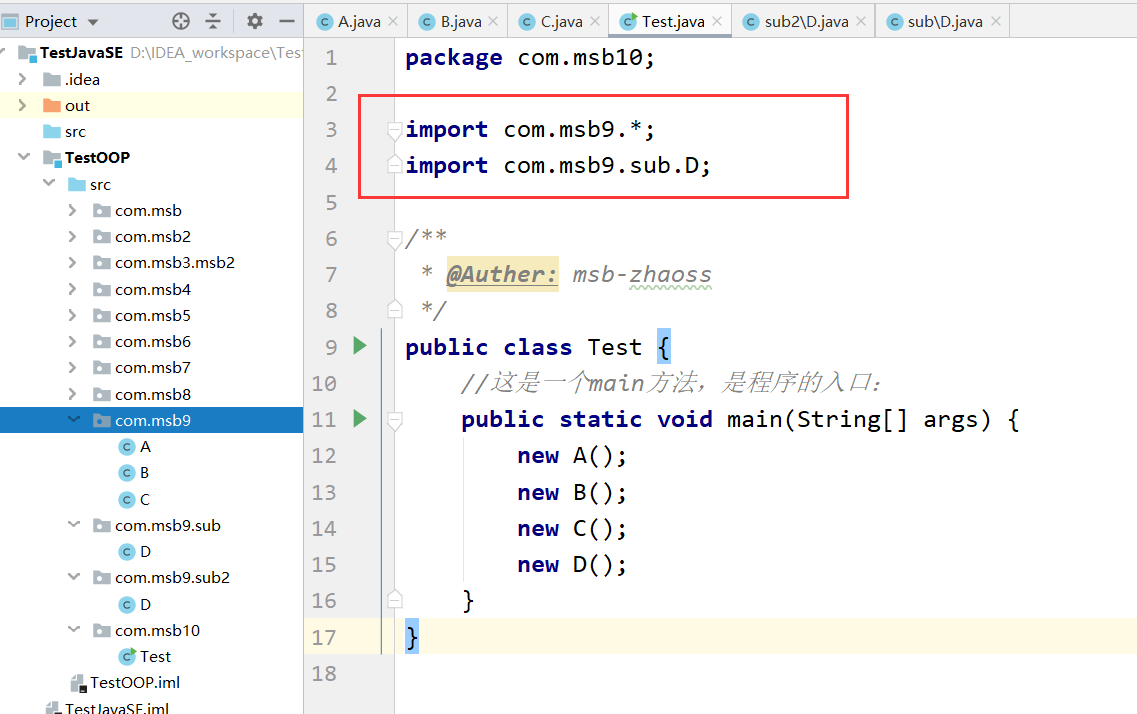 Project
A.java
B.java
C.java
Test.java
sub2\D.java
sub\D.java
TestJavaSE D:\IDEA_workspace\Tes
.idea
out
src
TestOOP
src
com.msb
com.msb2
com.msb3.msb2
com.msb4
com.msb5
com.msb6
com.msb7
com.msb8
com.msb9
A
B
C
com.msb9.sub
D
com.msb9.sub2
D
com.msb10
Test
TestOOP.iml
TestJavaSE.iml
1 package com.msb10;
2
3 import com.msb9.*;
4 import com.msb9.sub.D;
5
6 /**
7 * @Auther: msb-zhaoss
8 */
9 public class Test {
10 //这是一个main方法，是程序的入口：
11 public static void main(String[] args) {
12 new A();
13 new B();
14 new C();
15 new D();
16 }
17 }
18